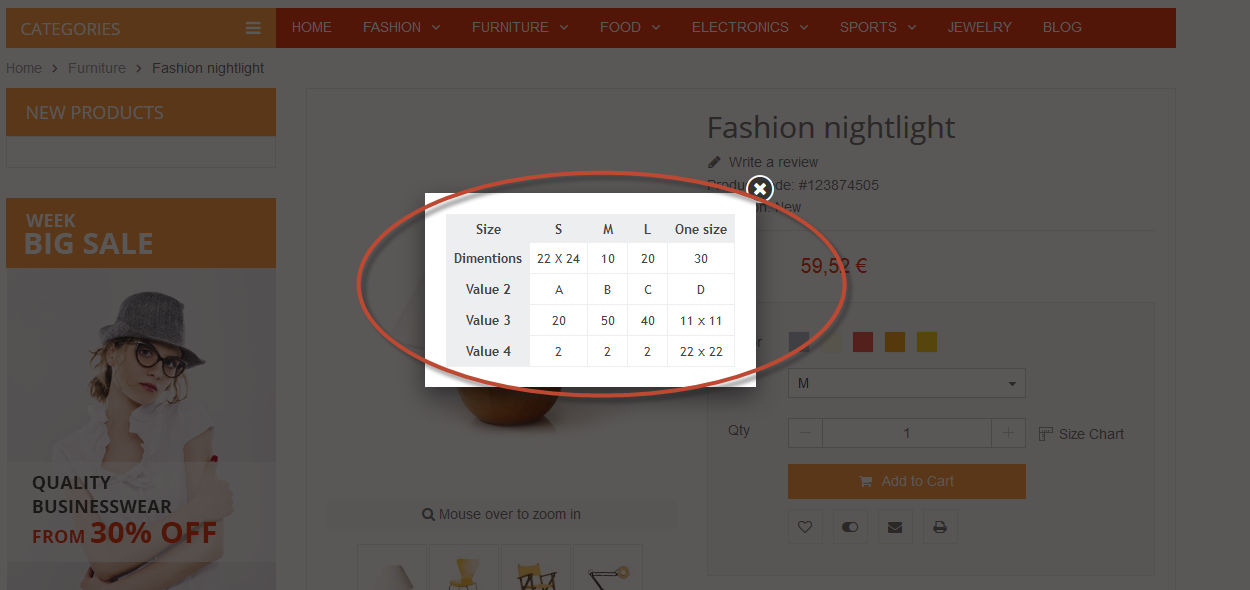 CATEGORIES HOME FASHION FURNITURE FOOD ELECTRONICS SPORTS JEWELRY BLOG
Home > Furniture > Fashion nightlight
NEW PRODUCTS
WEEK
BIG SALE
QUALITY
BUSINESSWEAR
FROM 30% OFF
Fashion nightlight
Write a review
#123874505
New
59,52 €
Size S M L One size
Dimentions 22 X 24 10 20 30
Value 2 A B C D
Value 3 20 50 40 11 x 11
Value 4 2 2 2 22 x 22
M
Qty 1 Size Chart
Add to Cart
Mouse over to zoom in